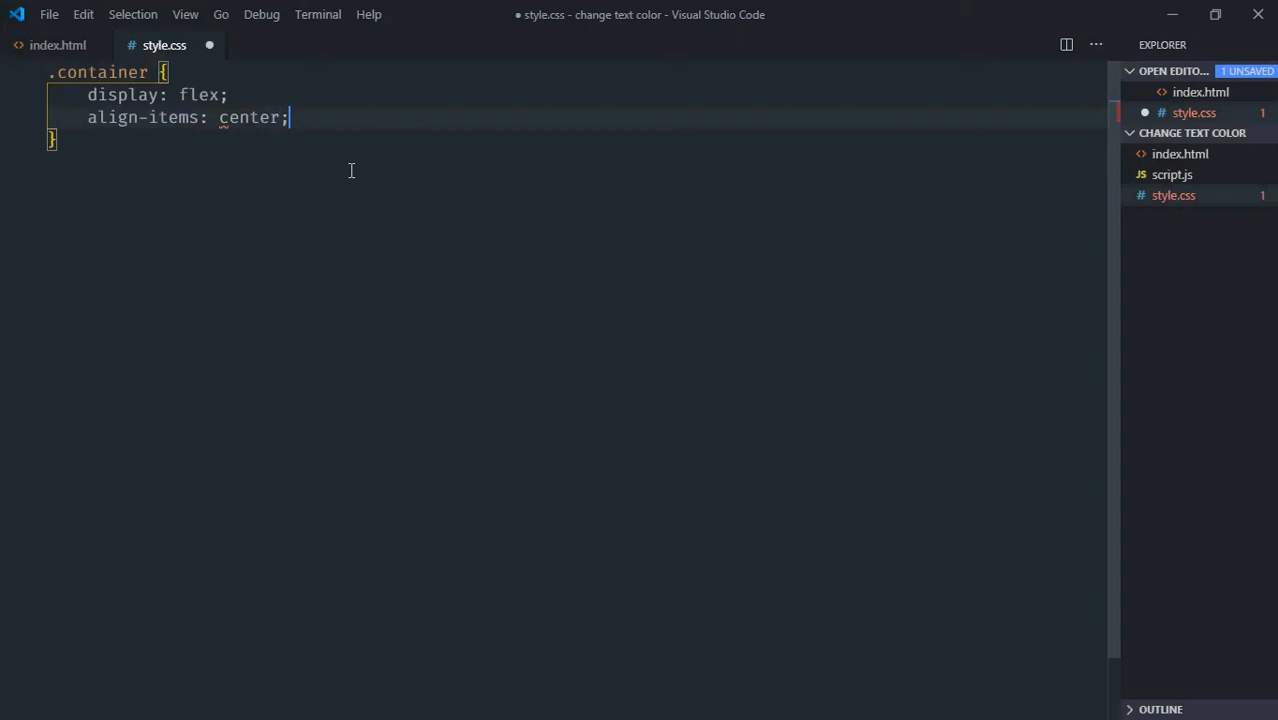 File Edit Selection View Go Debug Terminal Help
● style.css - change text color - Visual Studio Code
index.html
# style.css
EXPLORER
OPEN EDITO... 1 UNSAVED
index.html
# style.css 1
CHANGE TEXT COLOR
index.html
JS script.js
# style.css 1
OUTLINE
.container {
display: flex;
align-items: center;
}